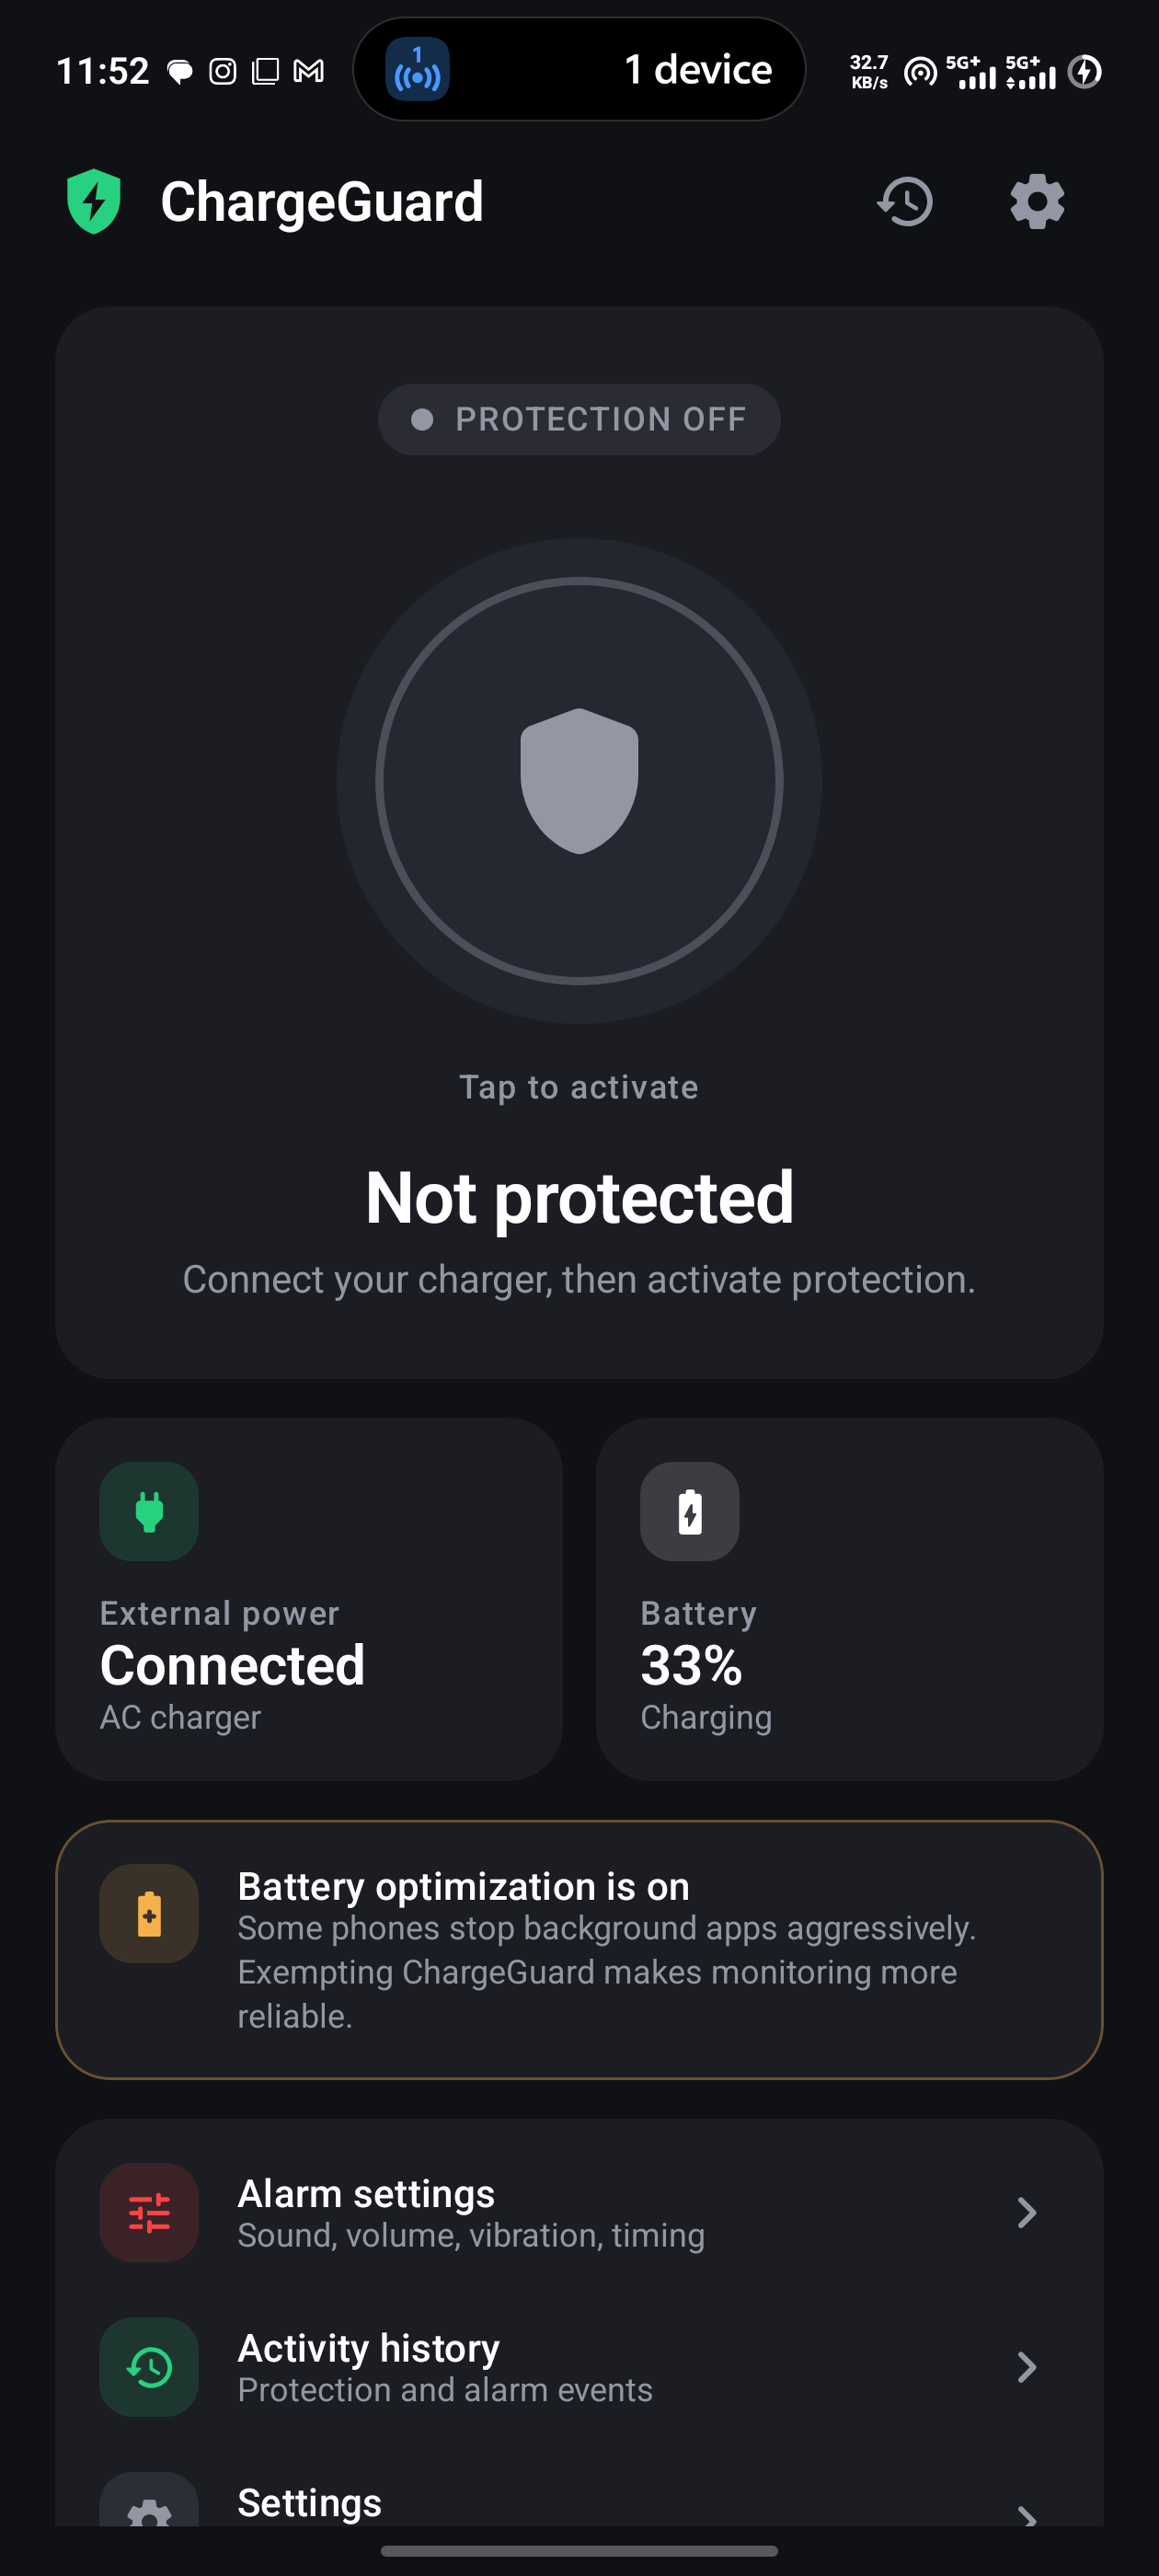 11:52
1
1 device
32.7
KB/s
5G+
5G+
ChargeGuard
PROTECTION OFF
Tap to activate
Not protected
Connect your charger, then activate protection.
External power
Connected
AC charger
Battery
33%
Charging
Battery optimization is on
Some phones stop background apps aggressively.
Exempting ChargeGuard makes monitoring more
reliable.
Alarm settings
Sound, volume, vibration, timing
Activity history
Protection and alarm events
Settings